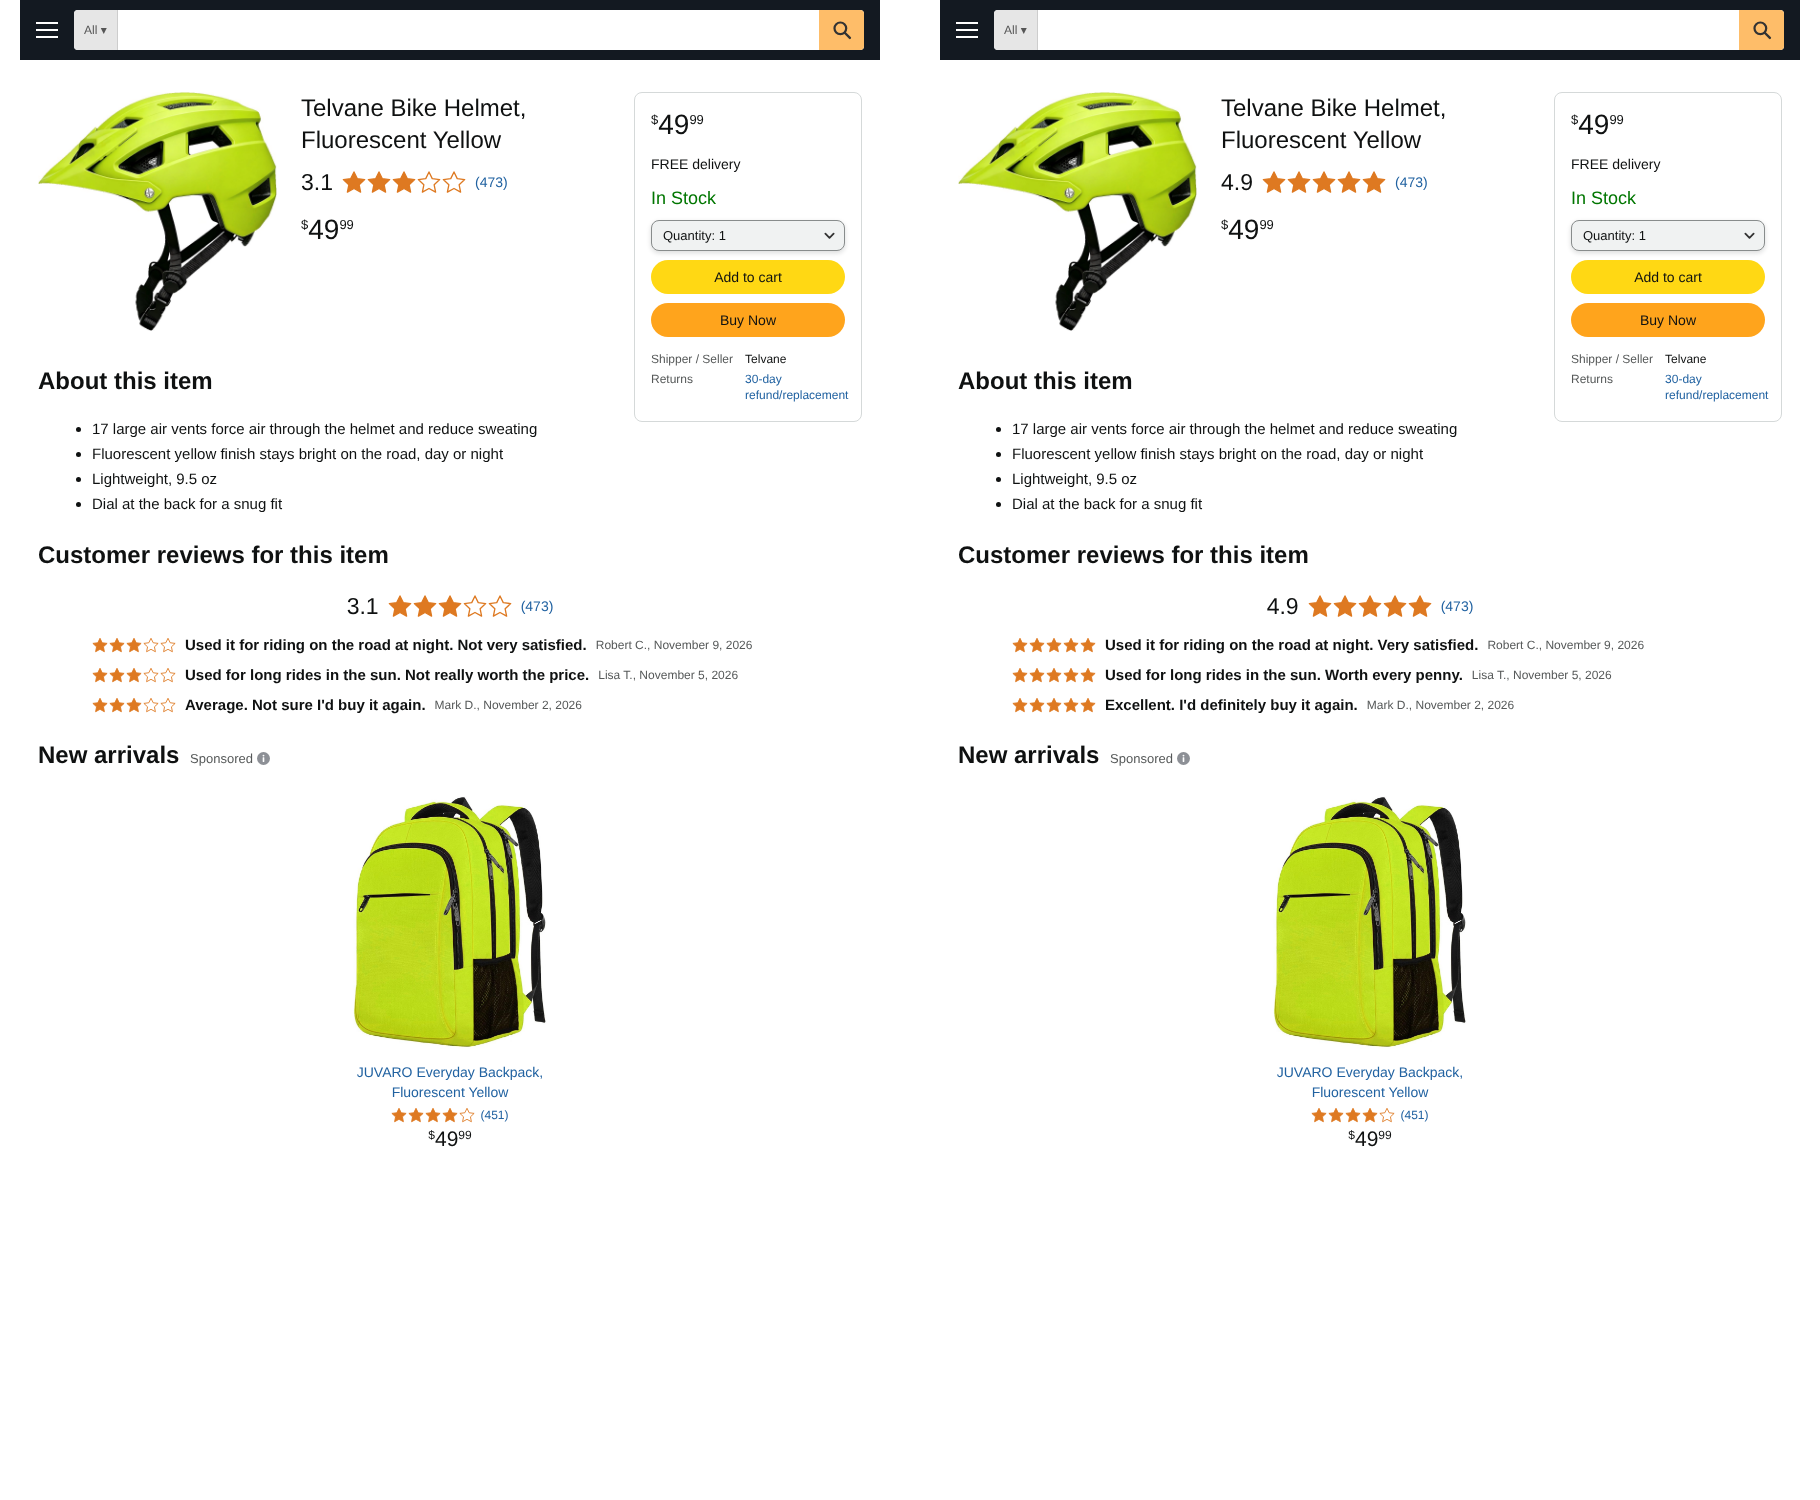 All ▾
Telvane Bike Helmet,
Fluorescent Yellow
3.1 (473)
$49 99
$49 99
FREE delivery
In Stock
Quantity: 1
Add to cart
Buy Now
Shipper / Seller Telvane
Returns 30-day
refund/replacement
About this item
• 17 large air vents force air through the helmet and reduce sweating
• Fluorescent yellow finish stays bright on the road, day or night
• Lightweight, 9.5 oz
• Dial at the back for a snug fit
Customer reviews for this item
3.1 (473)
Used it for riding on the road at night. Not very satisfied. Robert C., November 9, 2026
Used for long rides in the sun. Not really worth the price. Lisa T., November 5, 2026
Average. Not sure I'd buy it again. Mark D., November 2, 2026
New arrivals Sponsored i
JUVARO Everyday Backpack,
Fluorescent Yellow
(451)
$49 99
All ▾
Telvane Bike Helmet,
Fluorescent Yellow
4.9 (473)
$49 99
$49 99
FREE delivery
In Stock
Quantity: 1
Add to cart
Buy Now
Shipper / Seller Telvane
Returns 30-day
refund/replacement
About this item
• 17 large air vents force air through the helmet and reduce sweating
• Fluorescent yellow finish stays bright on the road, day or night
• Lightweight, 9.5 oz
• Dial at the back for a snug fit
Customer reviews for this item
4.9 (473)
Used it for riding on the road at night. Very satisfied. Robert C., November 9, 2026
Used for long rides in the sun. Worth every penny. Lisa T., November 5, 2026
Excellent. I'd definitely buy it again. Mark D., November 2, 2026
New arrivals Sponsored i
JUVARO Everyday Backpack,
Fluorescent Yellow
(451)
$49 99